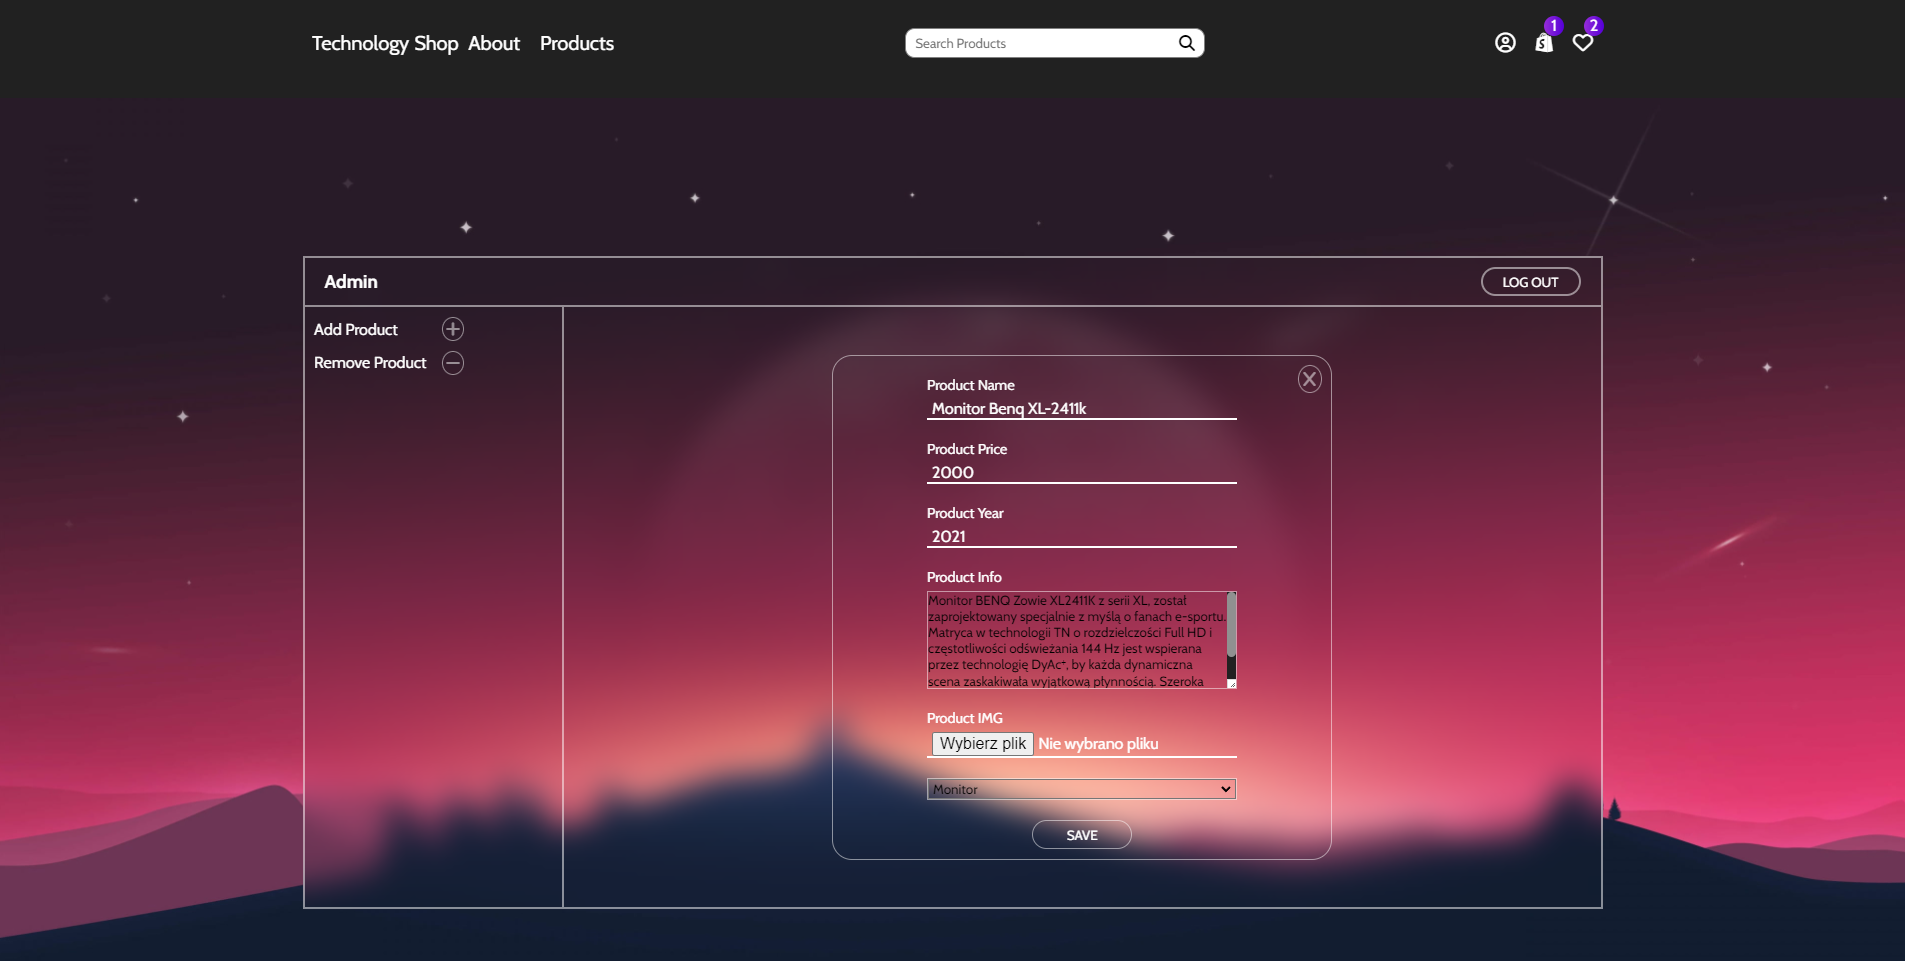 Technology Shop About Products
Search Products
1
2
Admin
LOG OUT
Add Product
Remove Product
X
Product Name
Monitor Benq XL-2411k
Product Price
2000
Product Year
2021
Product Info
Monitor BENQ Zowie XL2411K z serii XL, został
zaprojektowany specjalnie z myślą o fanach e-sportu.
Matryca w technologii TN o rozdzielczości Full HD i
częstotliwości odświeżania 144 Hz jest wspierana
przez technologię DyAc⁺, by każda dynamiczna
scena zaskakiwała wyjątkową płynnością. Szeroka
Product IMG
Wybierz plik Nie wybrano pliku
Monitor
SAVE